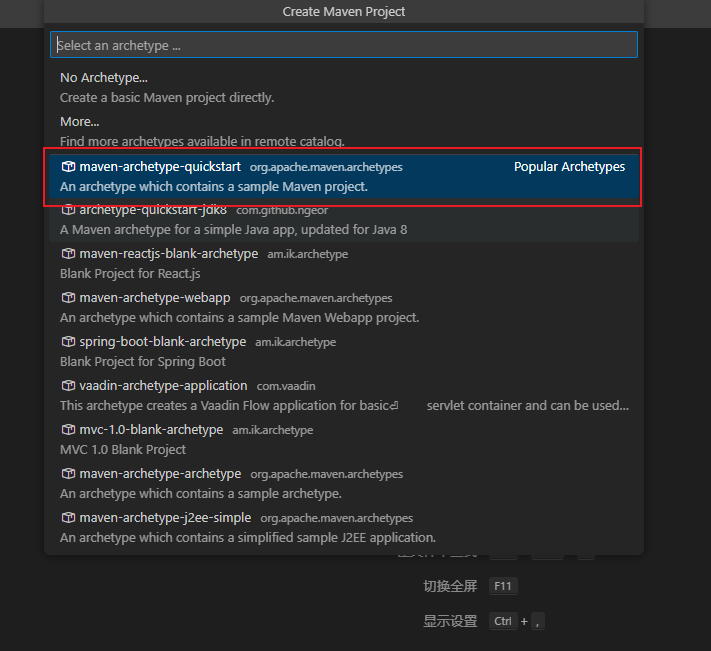 Create Maven Project
Select an archetype ...
No Archetype...
Create a basic Maven project directly.
More...
Find more archetypes available in remote catalog.
maven-archetype-quickstart org.apache.maven.archetypes Popular Archetypes
An archetype which contains a sample Maven project.
archetype-quickstart-jdk8 com.github.ngeor
A Maven archetype for a simple Java app, updated for Java 8
maven-reactjs-blank-archetype am.ik.archetype
Blank Project for React.js
maven-archetype-webapp org.apache.maven.archetypes
An archetype which contains a sample Maven Webapp project.
spring-boot-blank-archetype am.ik.archetype
Blank Project for Spring Boot
vaadin-archetype-application com.vaadin
This archetype creates a Vaadin Flow application for basic⏎ servlet container and can be used...
mvc-1.0-blank-archetype am.ik.archetype
MVC 1.0 Blank Project
maven-archetype-archetype org.apache.maven.archetypes
An archetype which contains a sample archetype.
maven-archetype-j2ee-simple org.apache.maven.archetypes
An archetype which contains a simplified sample J2EE application.
切换全屏 F11
显示设置 Ctrl + ,